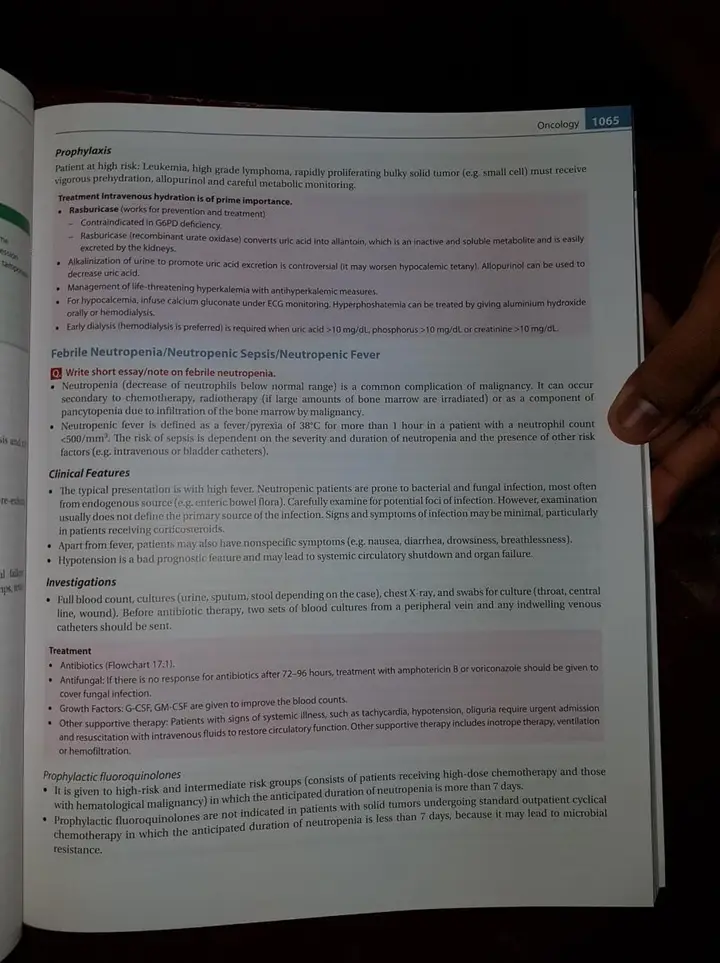 Oncology 1065
Prophylaxis
Patient at high risk: Leukemia, high grade lymphoma, rapidly proliferating bulky solid tumor (e.g. small cell) must receive
vigorous prehydration, allopurinol and careful metabolic monitoring.
Treatment intravenous hydration is of prime importance.
• Rasburicase (works for prevention and treatment)
– Contraindicated in G6PD deficiency.
– Rasburicase (recombinant urate oxidase) converts uric acid into allantoin, which is an inactive and soluble metabolite and is easily
excreted by the kidneys.
• Alkalinization of urine to promote uric acid excretion is controversial (it may worsen hypocalemic tetany). Allopurinol can be used to
decrease uric acid.
• Management of life-threatening hyperkalemia with antihyperkalemic measures.
• For hypocalcemia, infuse calcium gluconate under ECG monitoring. Hyperphoshatemia can be treated by giving aluminium hydroxide
orally or hemodialysis.
• Early dialysis (hemodialysis is preferred) is required when uric acid >10 mg/dL, phosphorus >10 mg/dL or creatinine >10 mg/dL.
Febrile Neutropenia/Neutropenic Sepsis/Neutropenic Fever
Q. Write short essay/note on febrile neutropenia.
• Neutropenia (decrease of neutrophils below normal range) is a common complication of malignancy. It can occur
secondary to chemotherapy, radiotherapy (if large amounts of bone marrow are irradiated) or as a component of
pancytopenia due to infiltration of the bone marrow by malignancy.
• Neutropenic fever is defined as a fever/pyrexia of 38°C for more than 1 hour in a patient with a neutrophil count
<500/mm³. The risk of sepsis is dependent on the severity and duration of neutropenia and the presence of other risk
factors (e.g. intravenous or bladder catheters).
Clinical Features
• The typical presentation is with high fever. Neutropenic patients are prone to bacterial and fungal infection, most often
from endogenous source (e.g. enteric bowel flora). Carefully examine for potential foci of infection. However, examination
usually does not define the primary source of the infection. Signs and symptoms of infection may be minimal, particularly
in patients receiving corticosteroids.
• Apart from fever, patients may also have nonspecific symptoms (e.g. nausea, diarrhea, drowsiness, breathlessness).
• Hypotension is a bad prognostic feature and may lead to systemic circulatory shutdown and organ failure.
Investigations
• Full blood count, cultures (urine, sputum, stool depending on the case), chest X-ray, and swabs for culture (throat, central
line, wound). Before antibiotic therapy, two sets of blood cultures from a peripheral vein and any indwelling venous
catheters should be sent.
Treatment
• Antibiotics (Flowchart 17.1).
• Antifungal: If there is no response for antibiotics after 72–96 hours, treatment with amphotericin B or voriconazole should be given to
cover fungal infection.
• Growth Factors: G-CSF, GM-CSF are given to improve the blood counts.
• Other supportive therapy: Patients with signs of systemic illness, such as tachycardia, hypotension, oliguria require urgent admission
and resuscitation with intravenous fluids to restore circulatory function. Other supportive therapy includes inotrope therapy, ventilation
or hemofiltration.
Prophylactic fluoroquinolones
• It is given to high-risk and intermediate risk groups (consists of patients receiving high-dose chemotherapy and those
with hematological malignancy) in which the anticipated duration of neutropenia is more than 7 days.
• Prophylactic fluoroquinolones are not indicated in patients with solid tumors undergoing standard outpatient cyclical
chemotherapy in which the anticipated duration of neutropenia is less than 7 days, because it may lead to microbial
resistance.